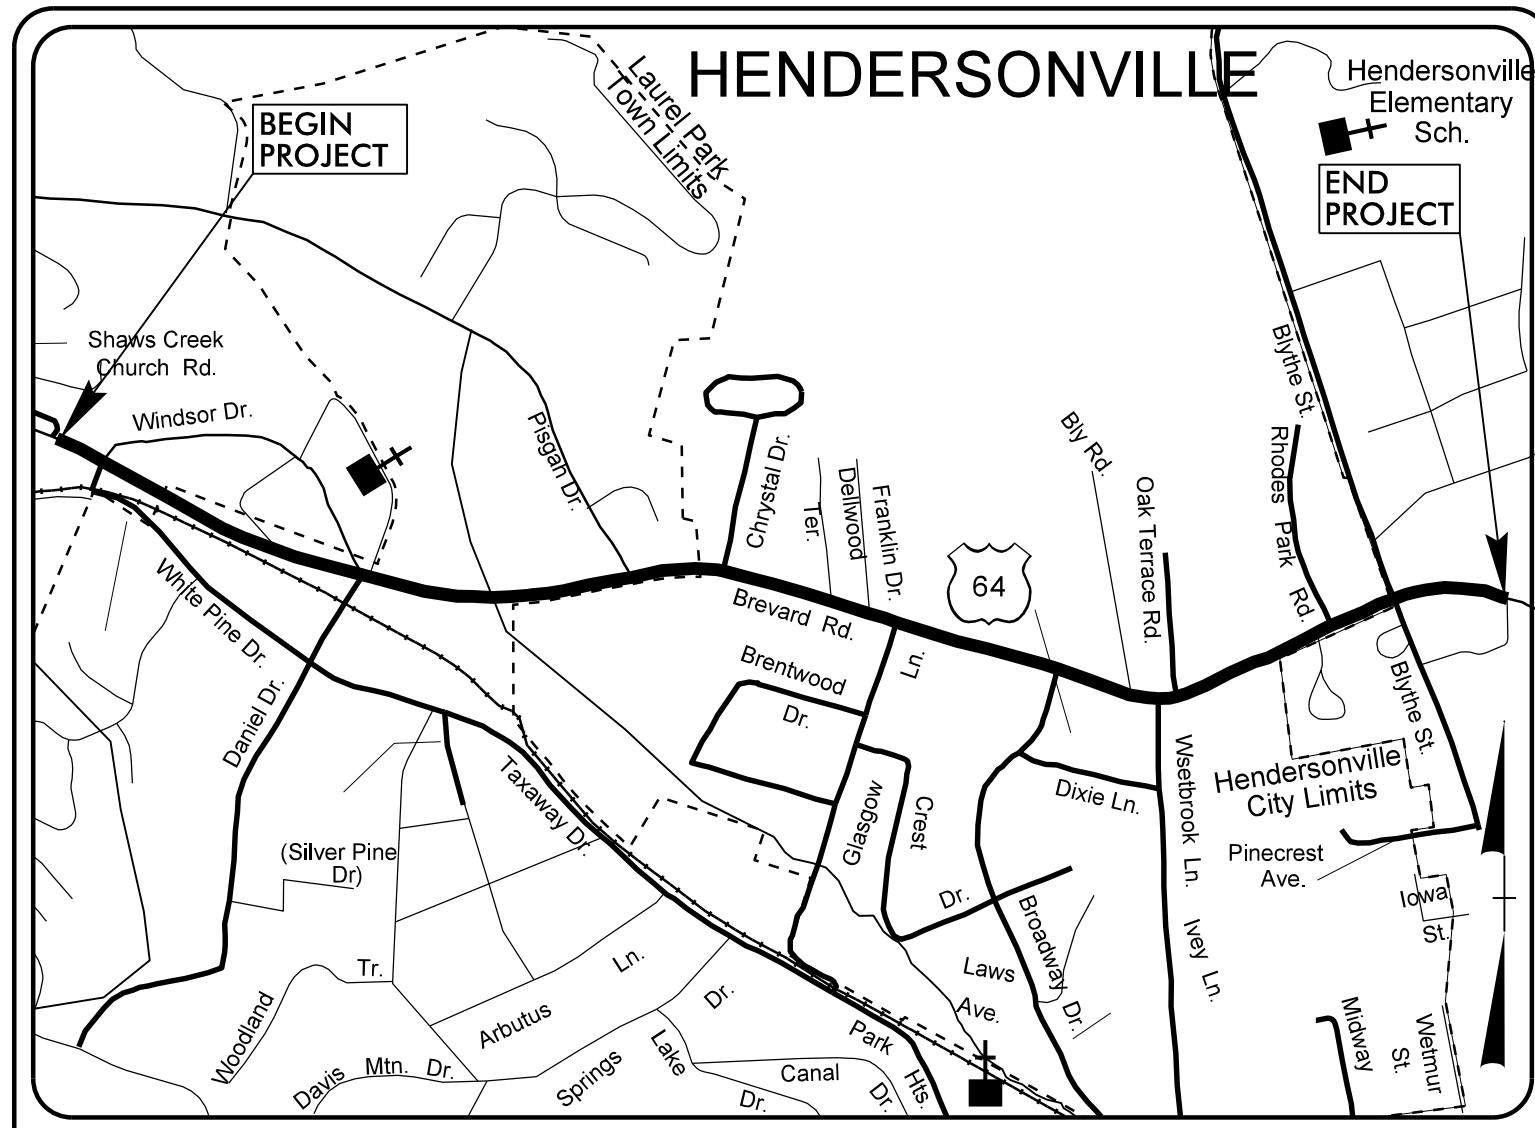 HENDERSONVILLE
Laurel Park
Town Limits
Hendersonville
Elementary
Sch.
BEGIN
PROJECT
END
PROJECT
Shaws Creek
Church Rd.
Windsor Dr.
Pisgah Dr.
Chrystal Dr.
Dellwood
Ter.
Franklin Dr.
Bly Rd.
Oak Terrace Rd.
Rhodes Park Rd.
Blythe St.
64
Brevard Rd.
Brentwood
Dr.
Ln.
White Pine Dr.
Daniel Dr.
Taxaway Dr.
(Silver Pine
Dr)
Glasgow
Crest
Dr.
Dixie Ln.
Wsetbrook Ln.
Ivey Ln.
Blythe St.
Hendersonville
City Limits
Pinecrest
Ave.
Iowa
St.
Broadway Dr.
Laws
Ave.
Woodland
Tr.
Arbutus
Ln.
Davis
Mtn. Dr.
Springs
Dr.
Lake
Canal
Dr.
Dr.
Park
Hts.
Midway
St.
Wetmur